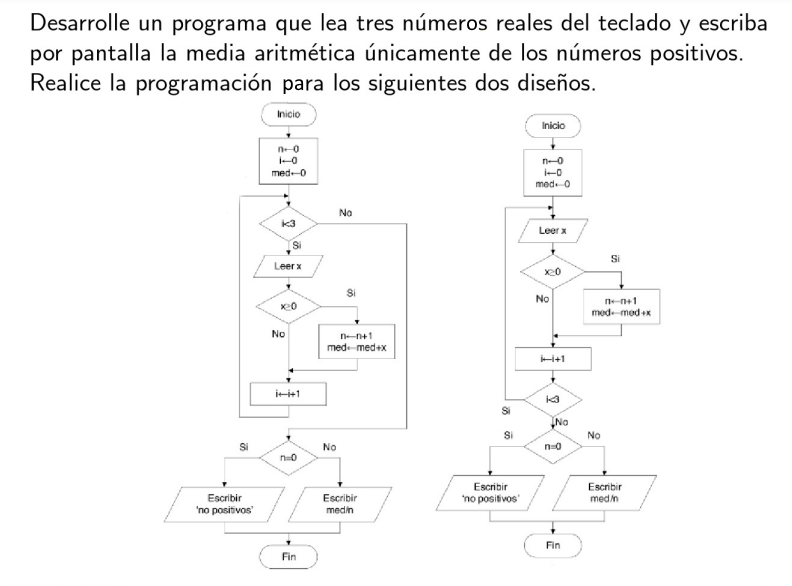 Desarrolle un programa que lea tres números reales del teclado y escriba
por pantalla la media aritmética únicamente de los números positivos.
Realice la programación para los siguientes dos diseños.
Inicio
n←0
i←0
med←0
i<3
No
Si
Leer x
x≥0
Si
No
n←n+1
med←med+x
i←i+1
n=0
Si
No
Escribir
'no positivos'
Escribir
med/n
Fin
Inicio
n←0
i←0
med←0
Leer x
x≥0
Si
No
n←n+1
med←med+x
i←i+1
i<3
Si
No
n=0
Si
No
Escribir
'no positivos'
Escribir
med/n
Fin